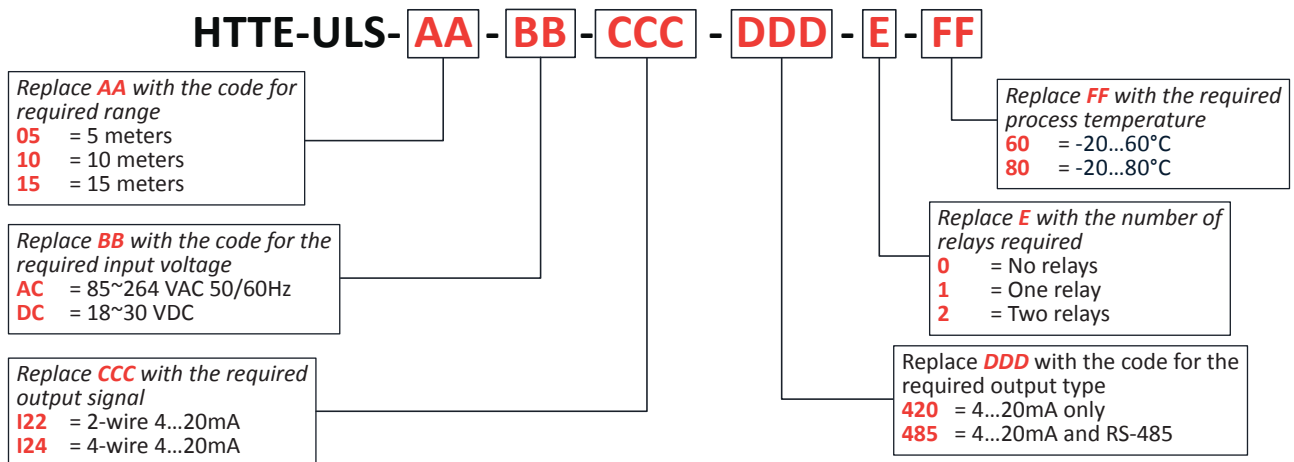 HTTE-ULS-AA-BB-CCC-DDD-E-FF
Replace AA with the code for
required range
05 = 5 meters
10 = 10 meters
15 = 15 meters
Replace BB with the code for the
required input voltage
AC = 85~264 VAC 50/60Hz
DC = 18~30 VDC
Replace CCC with the required
output signal
I22 = 2-wire 4...20mA
I24 = 4-wire 4...20mA
Replace FF with the required
process temperature
60 = -20...60°C
80 = -20...80°C
Replace E with the number of
relays required
0 = No relays
1 = One relay
2 = Two relays
Replace DDD with the code for the
required output type
420 = 4...20mA only
485 = 4...20mA and RS-485